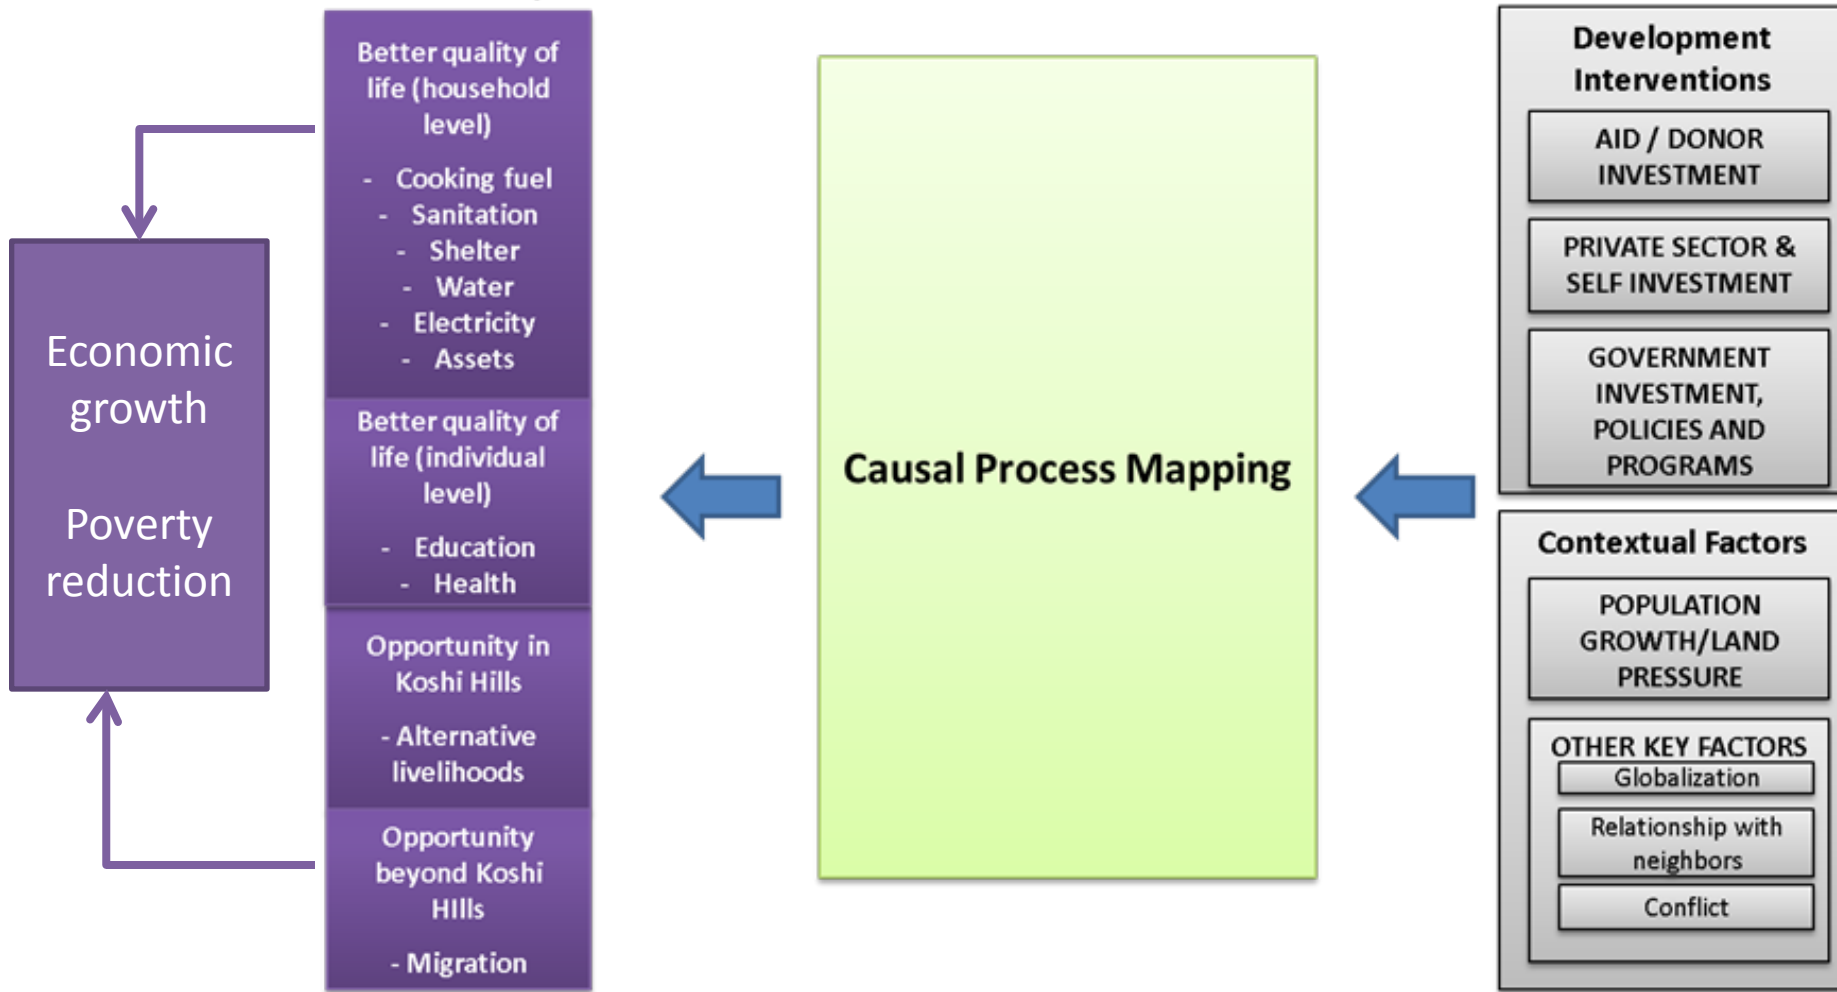 Economic
growth
Poverty
reduction
Better quality of
life (household
level)
- Cooking fuel
- Sanitation
- Shelter
- Water
- Electricity
- Assets
Better quality of
life (individual
level)
- Education
- Health
Opportunity in
Koshi Hills
- Alternative
livelihoods
Opportunity
beyond Koshi
HIlls
- Migration
Causal Process Mapping
Development
Interventions
AID / DONOR
INVESTMENT
PRIVATE SECTOR &
SELF INVESTMENT
GOVERNMENT
INVESTMENT,
POLICIES AND
PROGRAMS
Contextual Factors
POPULATION
GROWTH/LAND
PRESSURE
OTHER KEY FACTORS
Globalization
Relationship with
neighbors
Conflict